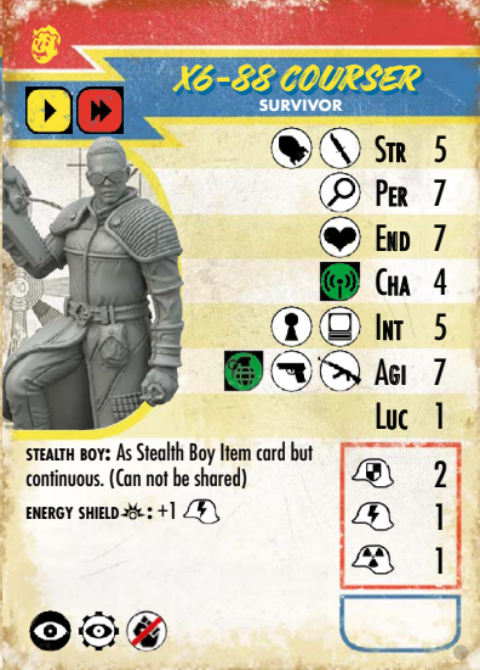 X6-88 COURSER
SURVIVOR
STR 5
PER 7
END 7
CHA 4
INT 5
AGI 7
LUC 1
STEALTH BOY: As Stealth Boy Item card but
continuous. (Can not be shared)
ENERGY SHIELD: +1
2
1
1